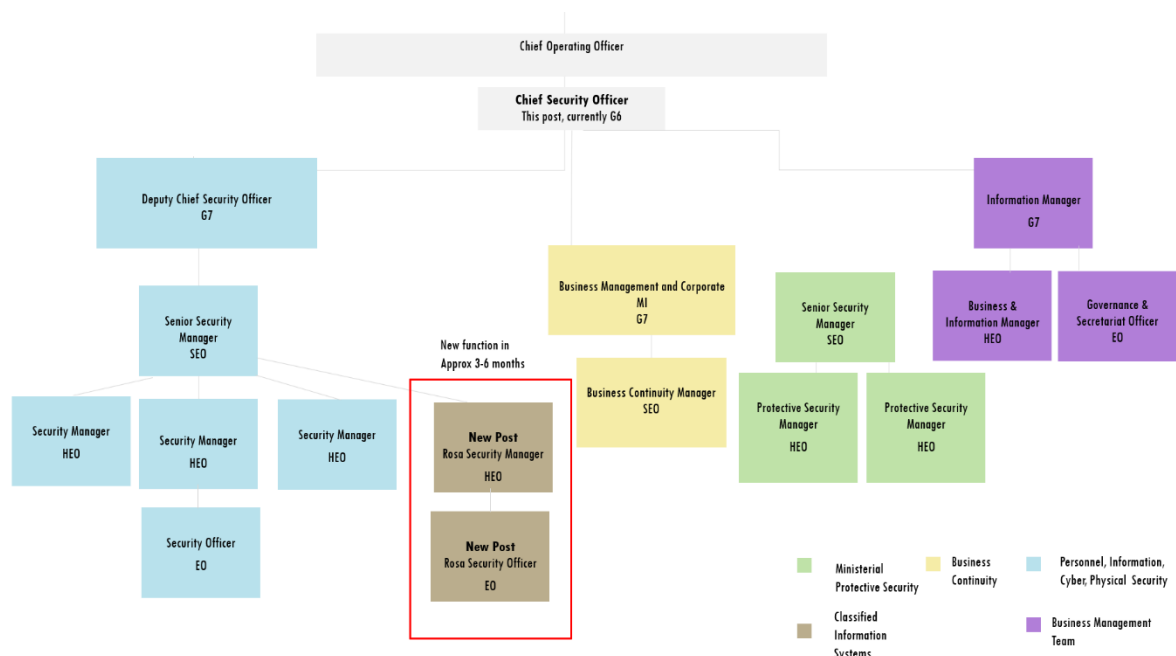 Chief Operating Officer
Chief Security Officer
This post, currently G6
Deputy Chief Security Officer
G7
Information Manager
G7
Business Management and Corporate
MI
G7
Senior Security
Manager
SEO
Business &
Information Manager
HEO
Governance &
Secretariat Officer
EO
Senior Security
Manager
SEO
New function in
Approx 3-6 months
Business Continuity Manager
SEO
Protective Security
Manager
HEO
Protective Security
Manager
HEO
Security Manager
HEO
Security Manager
HEO
Security Manager
HEO
New Post
Rosa Security Manager
HEO
Security Officer
EO
New Post
Rosa Security Officer
EO
Ministerial
Protective Security
Business
Continuity
Personnel, Information,
Cyber, Physical Security
Classified
Information
Systems
Business Management
Team